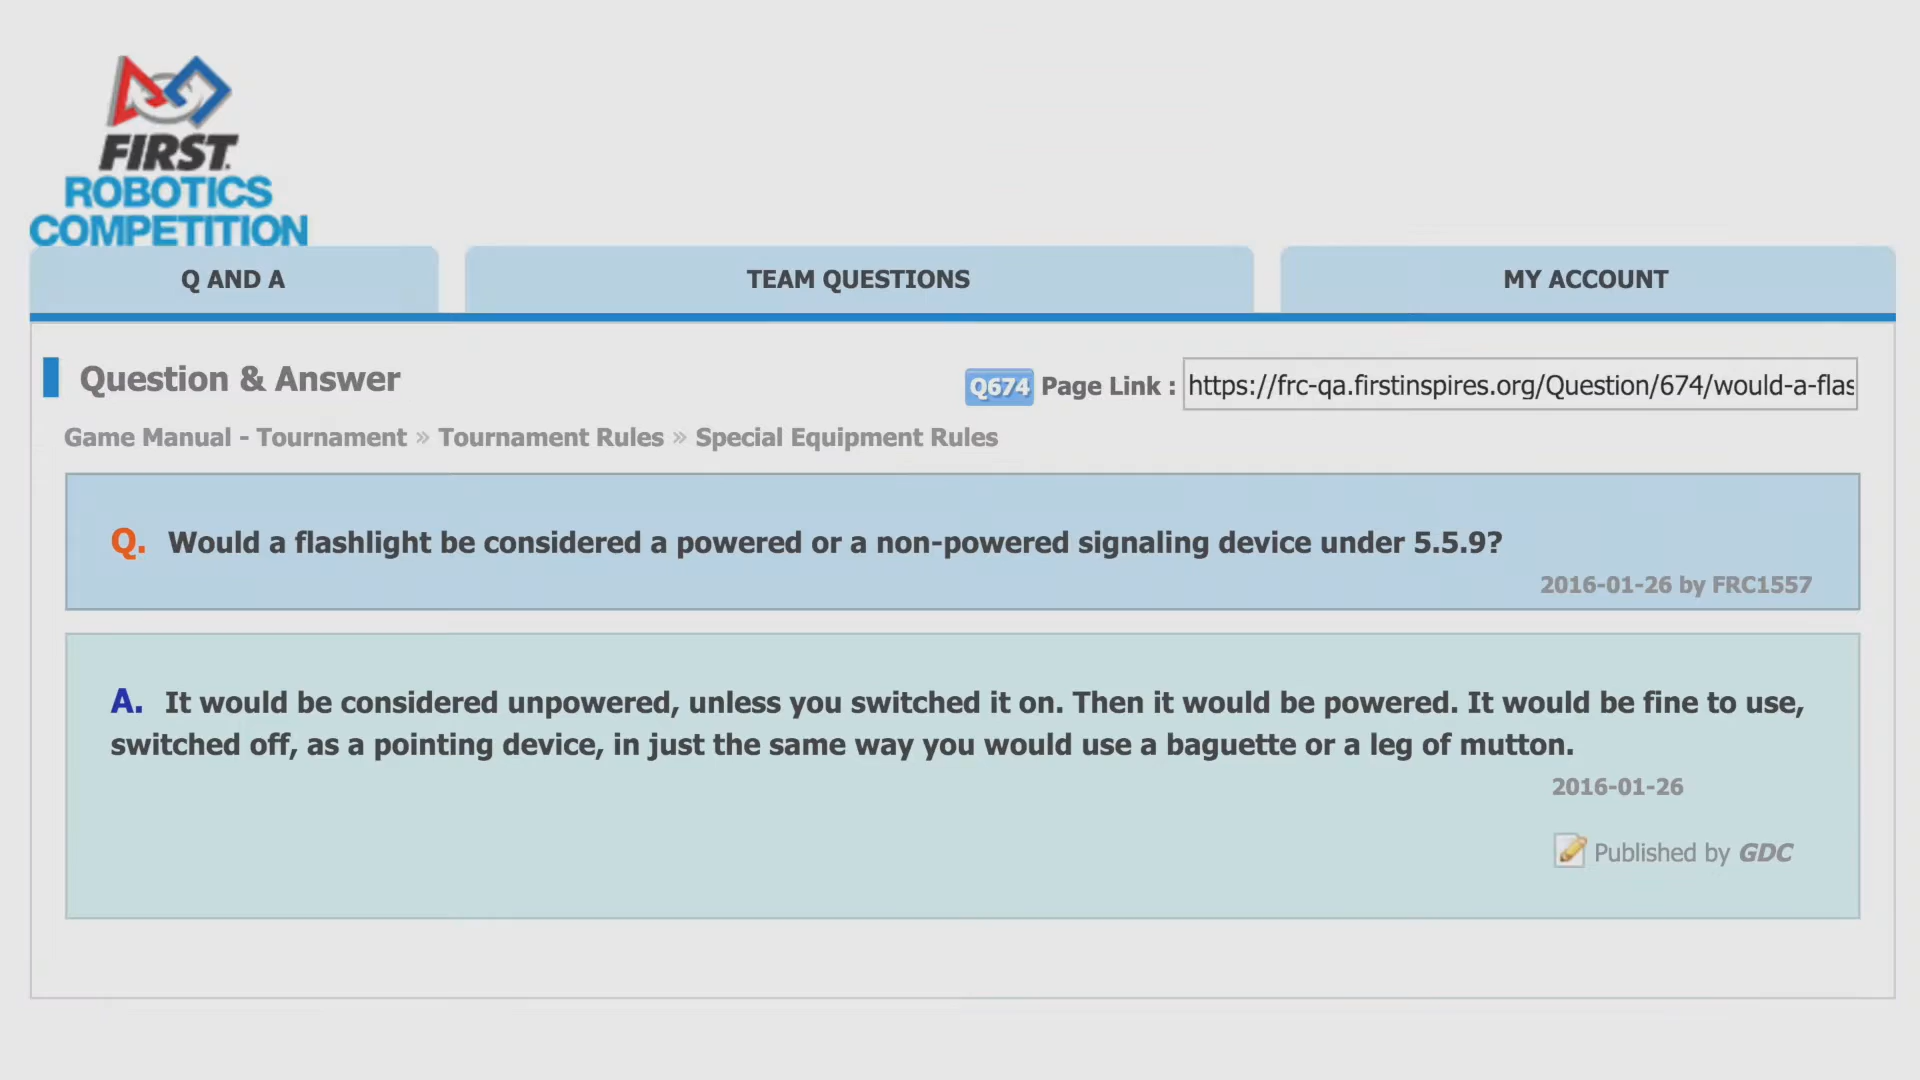 FIRST
ROBOTICS
COMPETITION
Q AND A
TEAM QUESTIONS
MY ACCOUNT
Question & Answer
Q674 Page Link : https://frc-qa.firstinspires.org/Question/674/would-a-flas
Game Manual - Tournament » Tournament Rules » Special Equipment Rules
Q. Would a flashlight be considered a powered or a non-powered signaling device under 5.5.9?
2016-01-26 by FRC1557
A. It would be considered unpowered, unless you switched it on. Then it would be powered. It would be fine to use,
switched off, as a pointing device, in just the same way you would use a baguette or a leg of mutton.
2016-01-26
Published by GDC